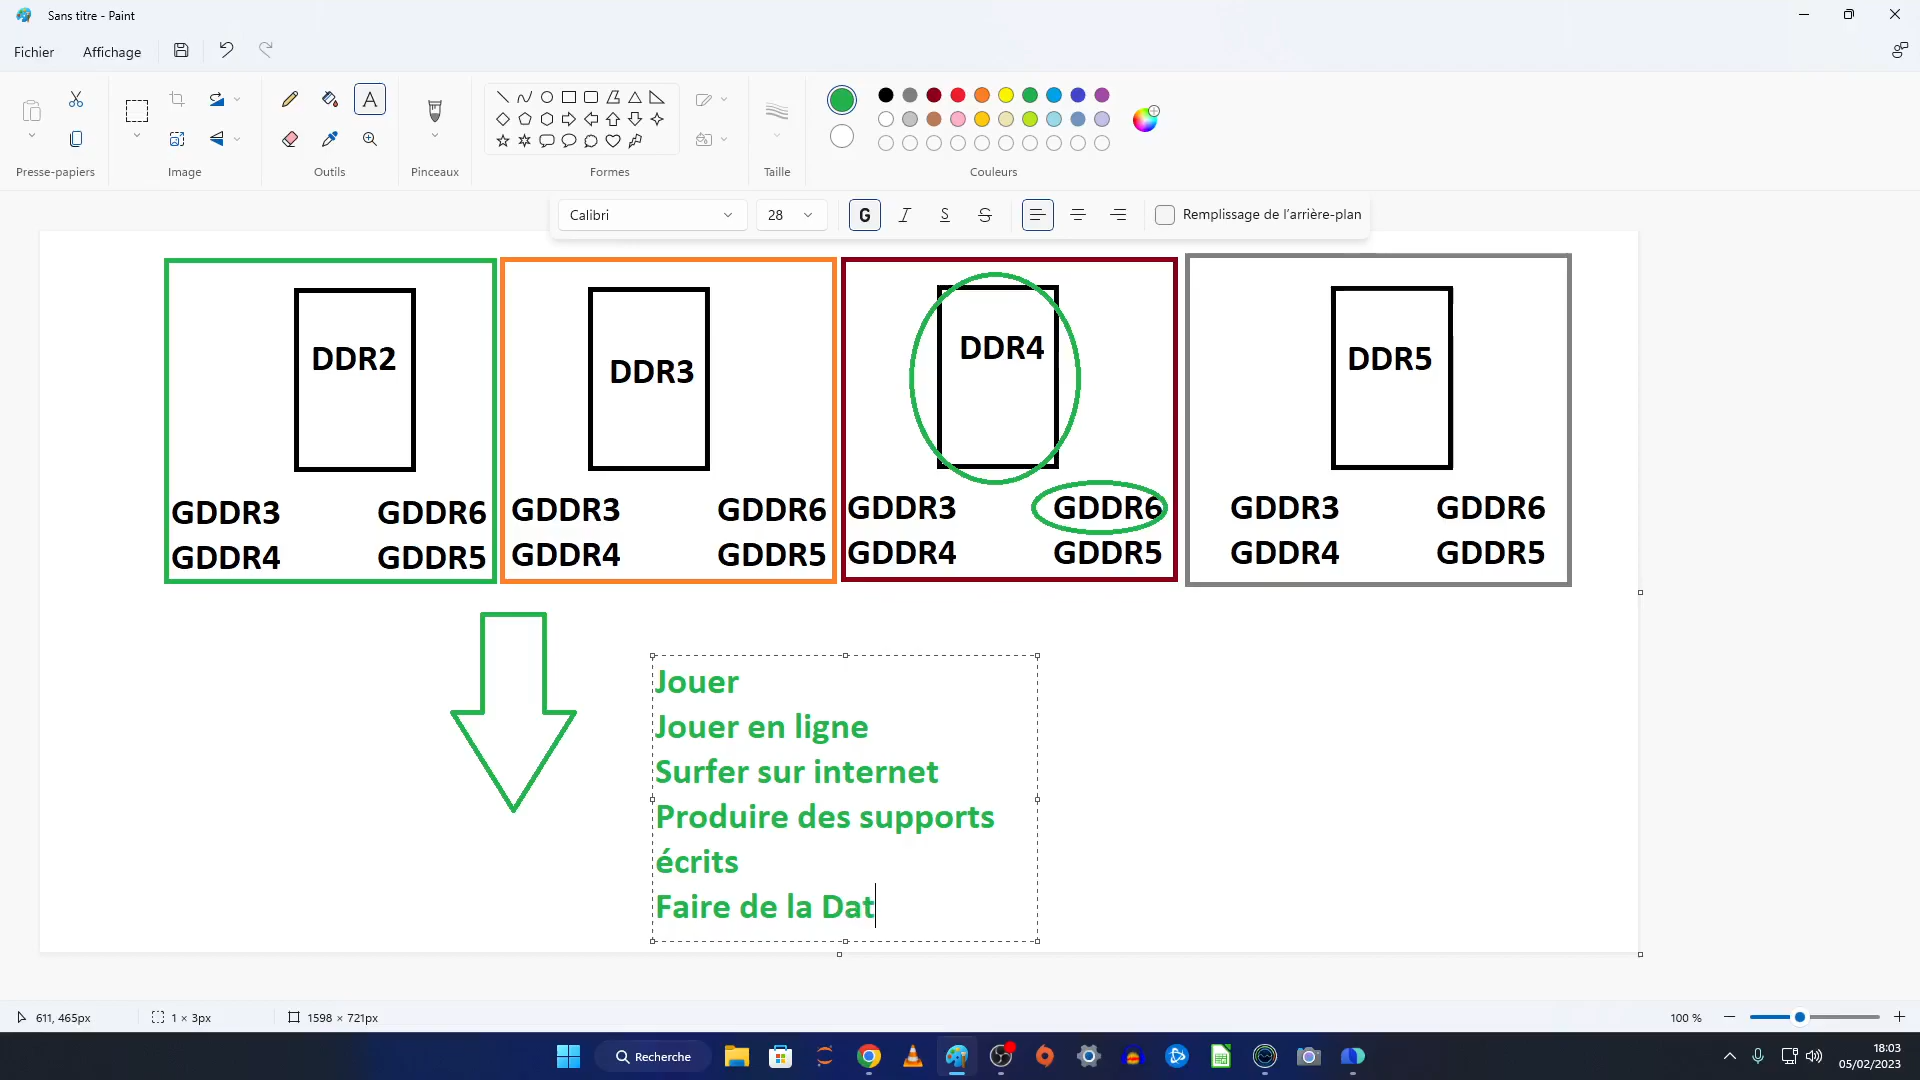 Sans titre - Paint
Fichier Affichage
Presse-papiers Image Outils Pinceaux Formes Taille Couleurs
Calibri 28 G I S S Remplissage de l'arrière-plan
DDR2 DDR3 DDR4 DDR5
GDDR3 GDDR6 GDDR3 GDDR6 GDDR3 GDDR6 GDDR3 GDDR6
GDDR4 GDDR5 GDDR4 GDDR5 GDDR4 GDDR5 GDDR4 GDDR5
Jouer
Jouer en ligne
Surfer sur internet
Produire des supports
écrits
Faire de la Dat
611, 465px 1 × 3px 1598 × 721px 100 %
Recherche
18:03
05/02/2023